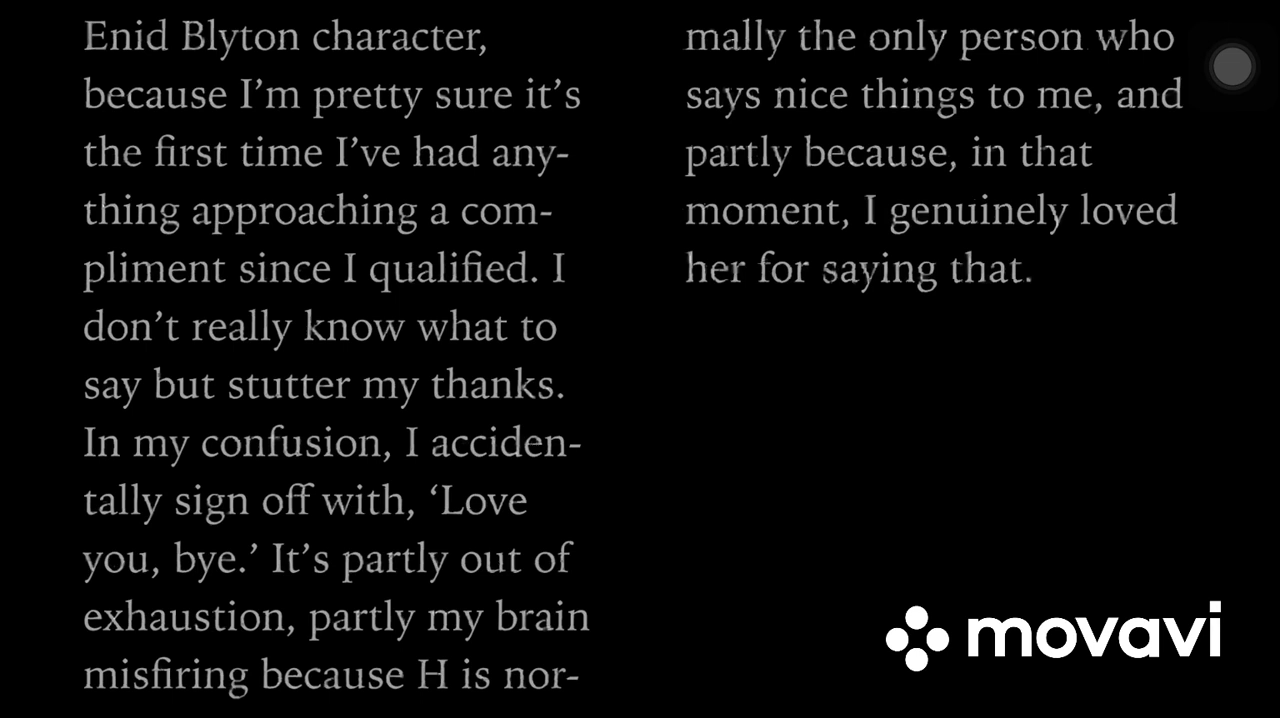 Enid Blyton character,
because I’m pretty sure it’s
the first time I’ve had any-
thing approaching a com-
pliment since I qualified. I
don’t really know what to
say but stutter my thanks.
In my confusion, I acciden-
tally sign off with, ‘Love
you, bye.’ It’s partly out of
exhaustion, partly my brain
misfiring because H is nor-
mally the only person who
says nice things to me, and
partly because, in that
moment, I genuinely loved
her for saying that.
movavi